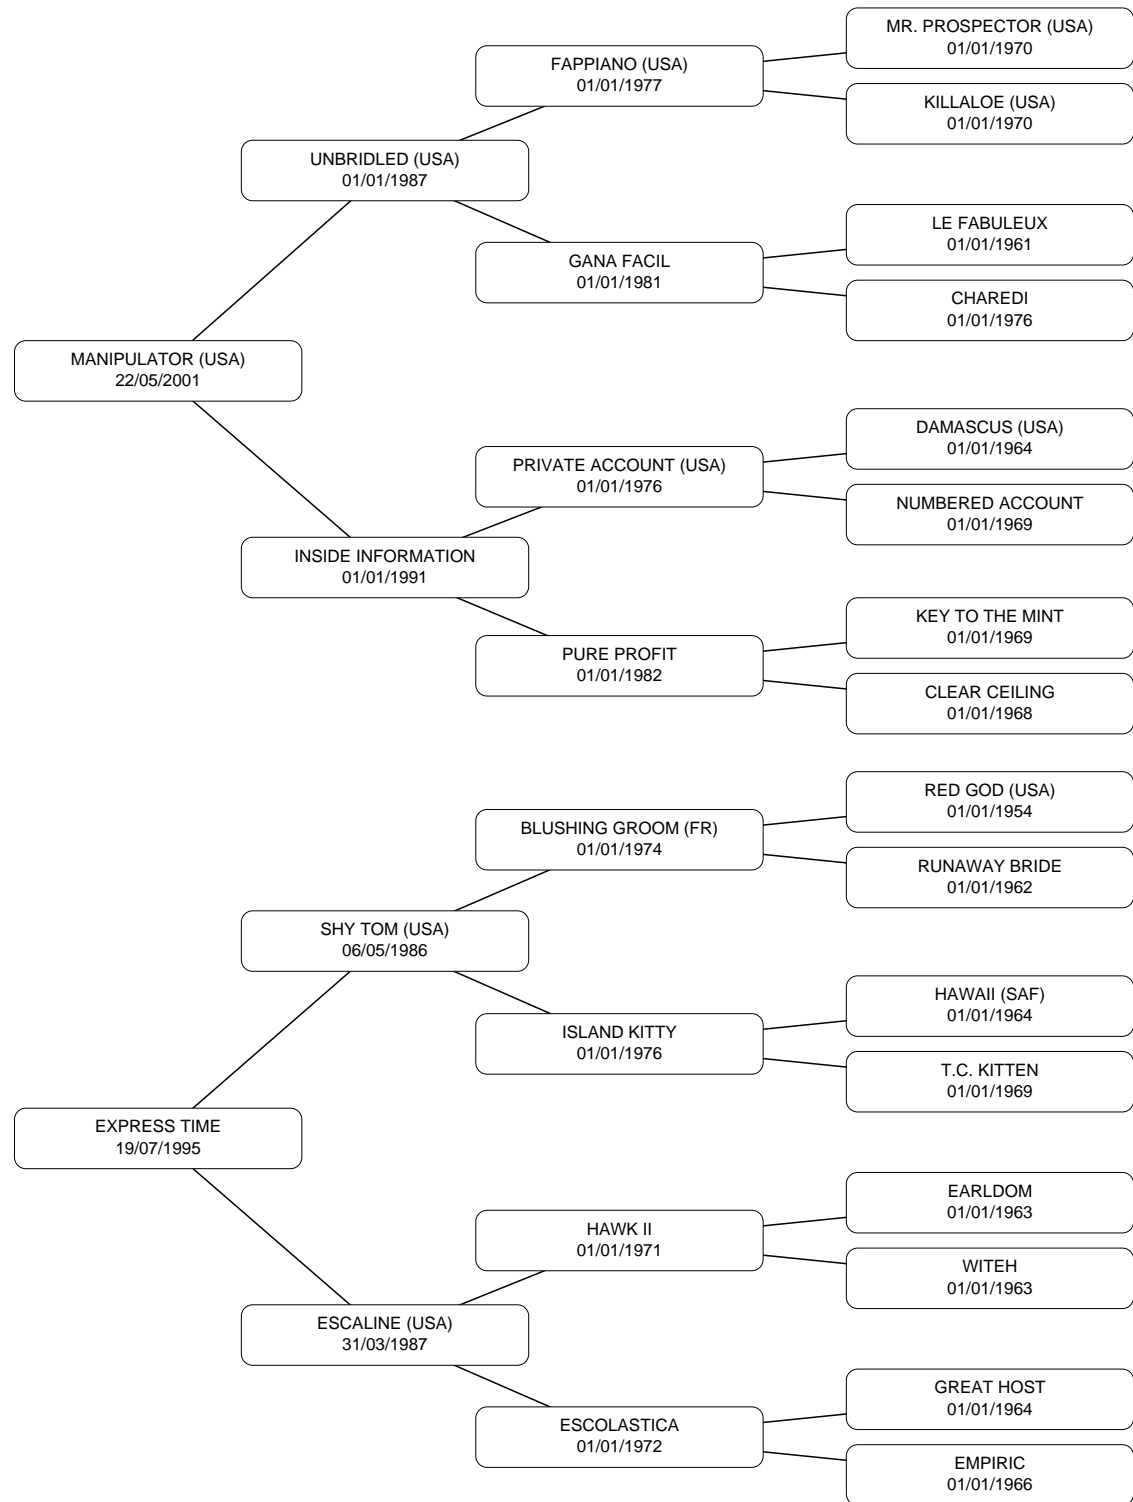 MR. PROSPECTOR (USA)
01/01/1970
FAPPIANO (USA)
01/01/1977
KILLALOE (USA)
01/01/1970
UNBRIDLED (USA)
01/01/1987
LE FABULEUX
01/01/1961
GANA FACIL
01/01/1981
CHAREDI
01/01/1976
MANIPULATOR (USA)
22/05/2001
DAMASCUS (USA)
01/01/1964
PRIVATE ACCOUNT (USA)
01/01/1976
NUMBERED ACCOUNT
01/01/1969
INSIDE INFORMATION
01/01/1991
KEY TO THE MINT
01/01/1969
PURE PROFIT
01/01/1982
CLEAR CEILING
01/01/1968
RED GOD (USA)
01/01/1954
BLUSHING GROOM (FR)
01/01/1974
RUNAWAY BRIDE
01/01/1962
SHY TOM (USA)
06/05/1986
HAWAII (SAF)
01/01/1964
ISLAND KITTY
01/01/1976
T.C. KITTEN
01/01/1969
EXPRESS TIME
19/07/1995
EARLDOM
01/01/1963
HAWK II
01/01/1971
WITEH
01/01/1963
ESCALINE (USA)
31/03/1987
GREAT HOST
01/01/1964
ESCOLASTICA
01/01/1972
EMPIRIC
01/01/1966